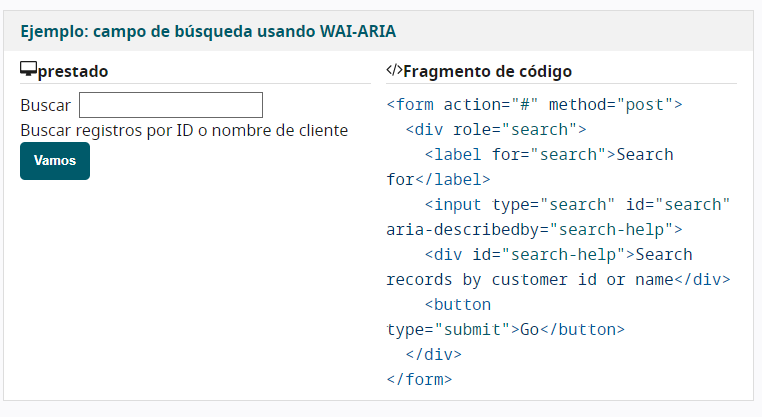 Ejemplo: campo de búsqueda usando WAI-ARIA
prestado
Buscar
Buscar registros por ID o nombre de cliente
Vamos
</>Fragmento de código
<form action="#" method="post">
<div role="search">
<label for="search">Search
for</label>
<input type="search" id="search"
aria-describedby="search-help">
<div id="search-help">Search
records by customer id or name</div>
<button
type="submit">Go</button>
</div>
</form>